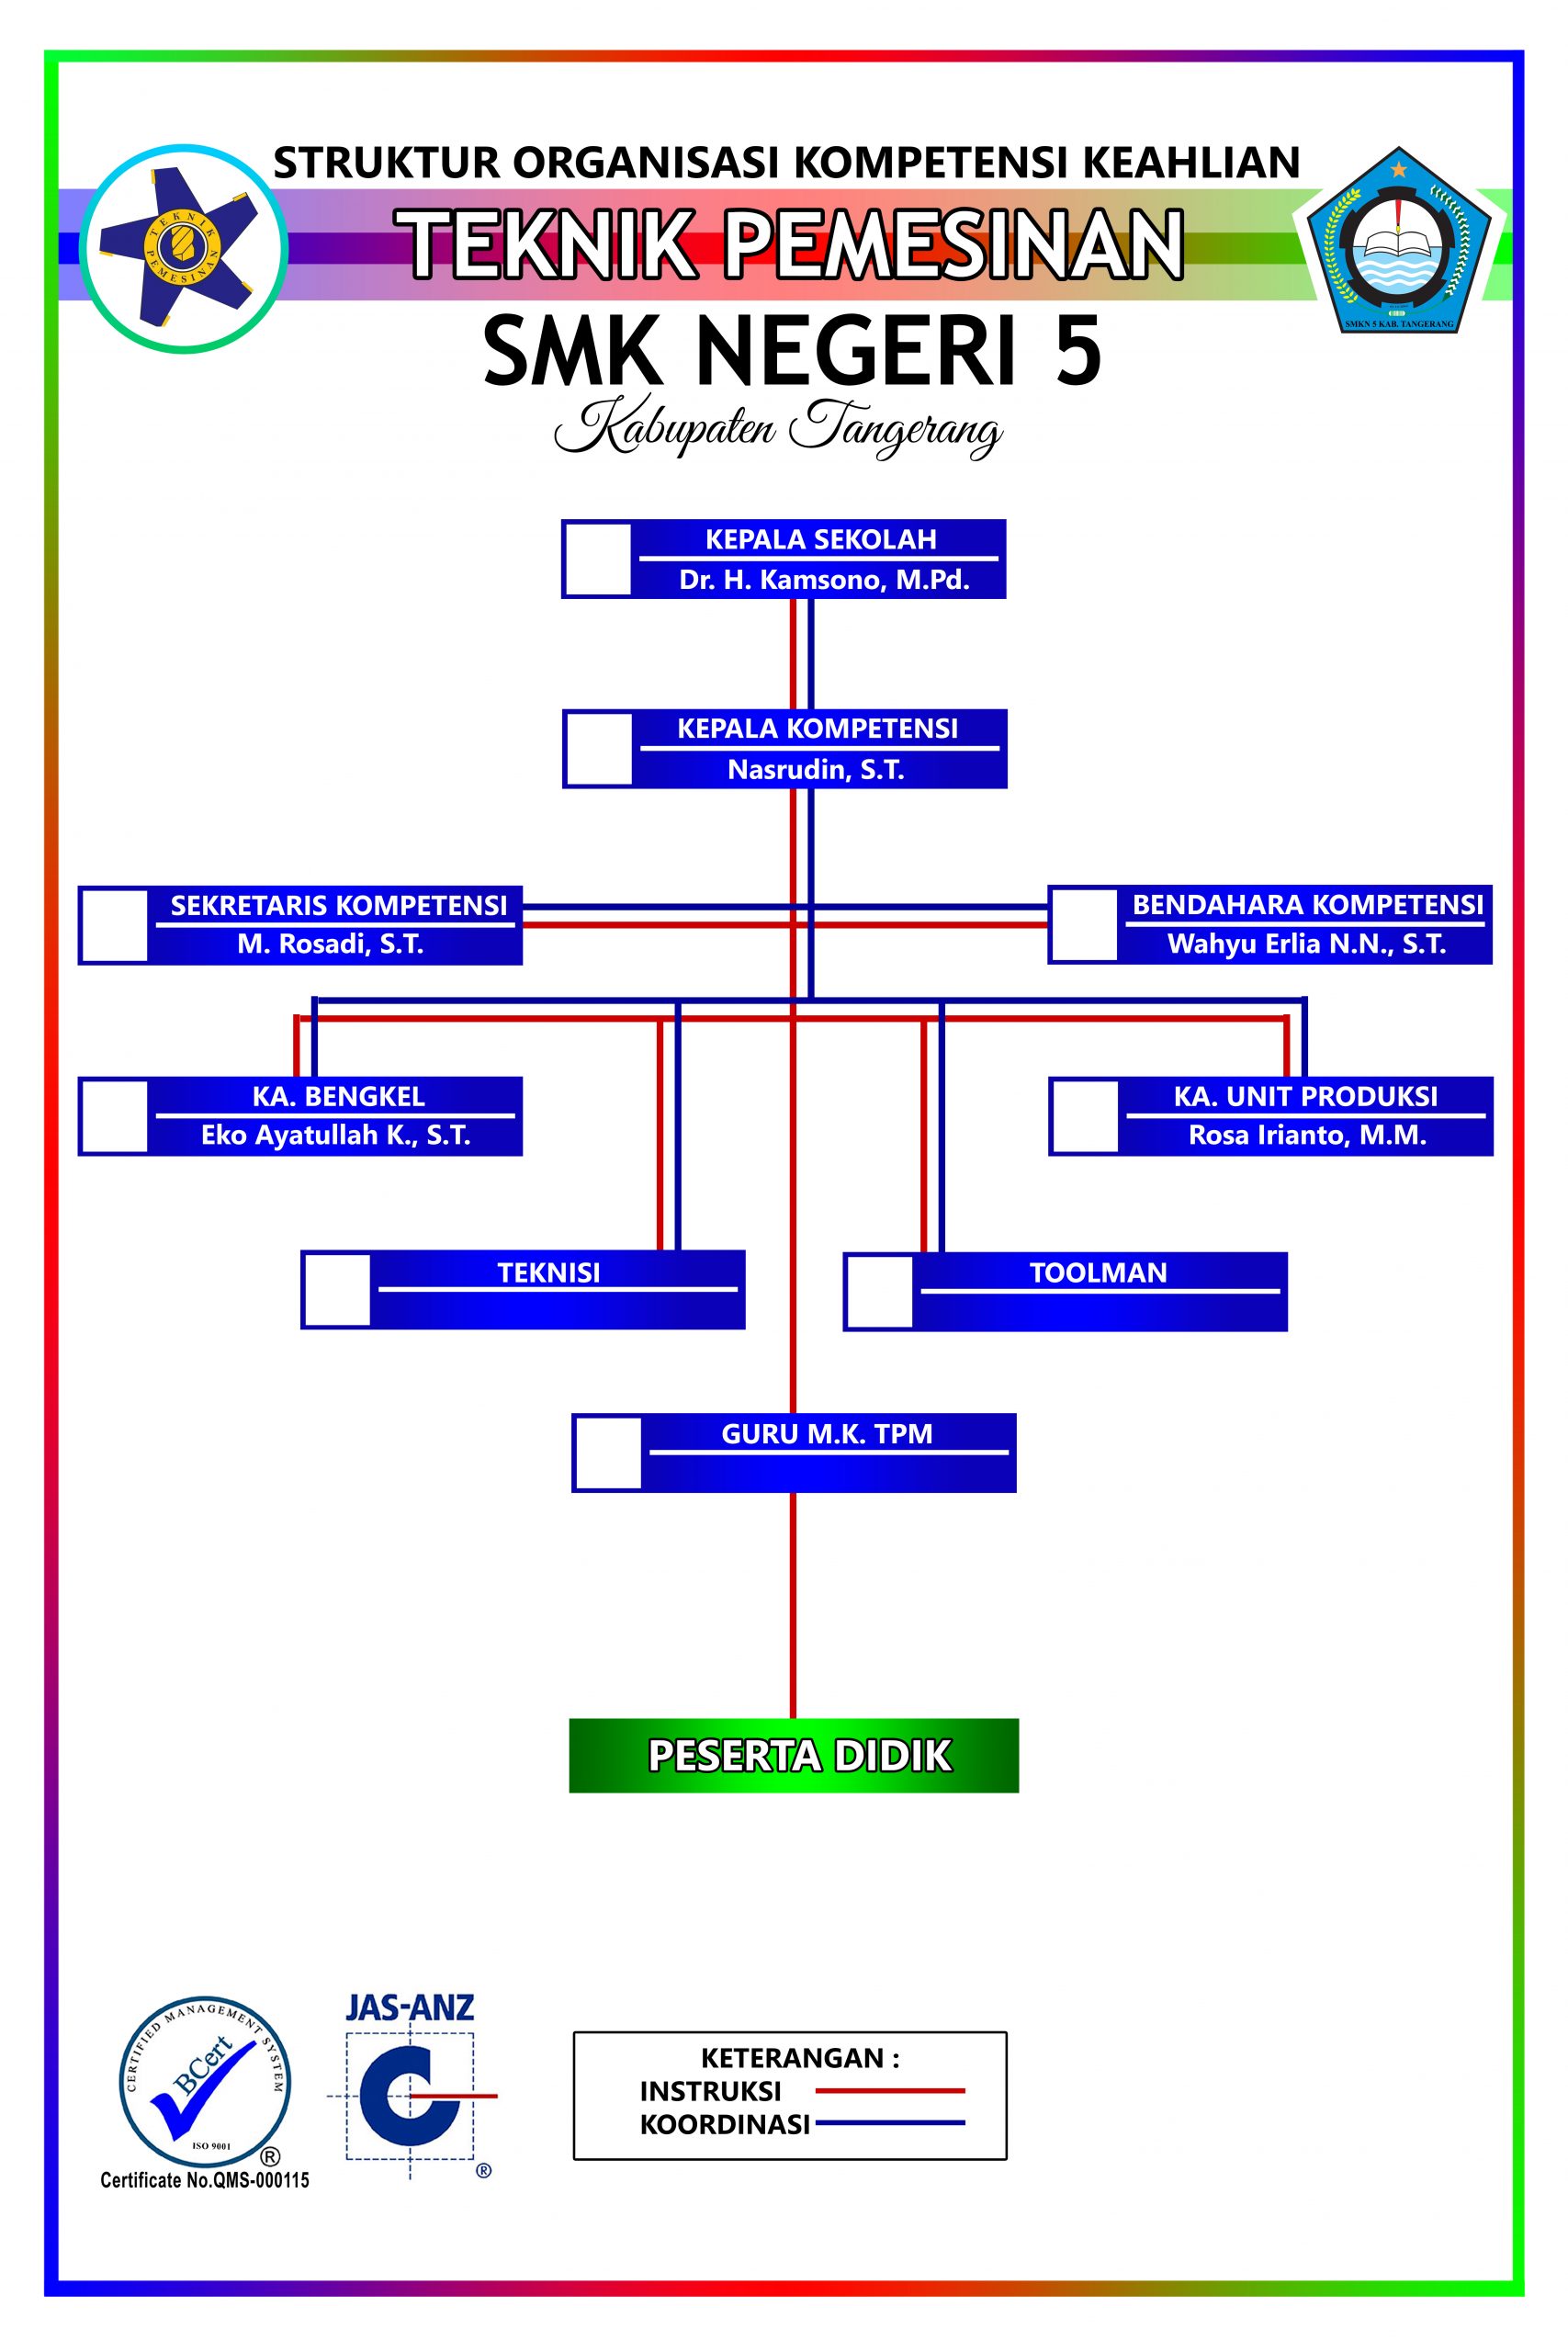 STRUKTUR ORGANISASI KOMPETENSI KEAHLIAN
TEKNIK PEMESINAN
TEKNIK PEMESINAN
SMKN 5 KAB. TANGERANG
SMK NEGERI 5
Kabupaten Tangerang
KEPALA SEKOLAH
Dr. H. Kamsono, M.Pd.
KEPALA KOMPETENSI
Nasrudin, S.T.
SEKRETARIS KOMPETENSI
M. Rosadi, S.T.
BENDAHARA KOMPETENSI
Wahyu Erlia N.N., S.T.
KA. BENGKEL
Eko Ayatullah K., S.T.
KA. UNIT PRODUKSI
Rosa Irianto, M.M.
TEKNISI
TOOLMAN
GURU M.K. TPM
PESERTA DIDIK
CERTIFIED MANAGEMENT SYSTEM
BCert
ISO 9001
®
Certificate No.QMS-000115
JAS-ANZ
®
KETERANGAN :
INSTRUKSI
KOORDINASI